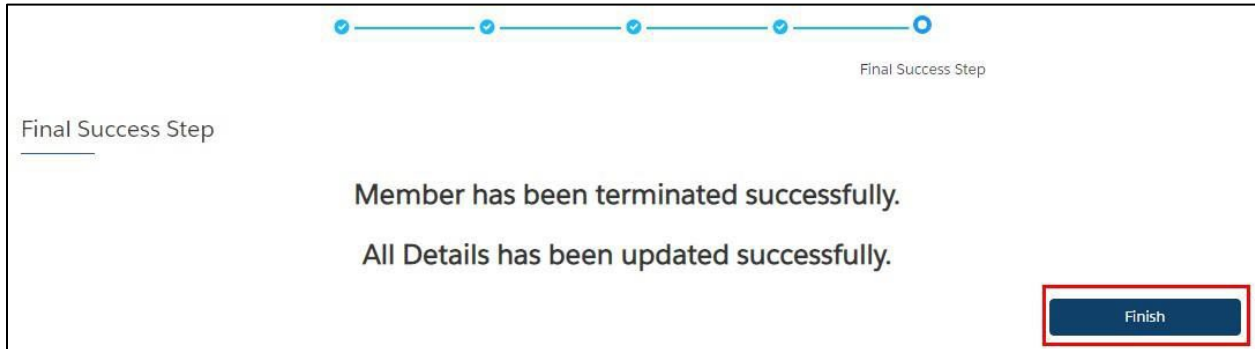 Final Success Step
Final Success Step
Member has been terminated successfully.
All Details has been updated successfully.
Finish